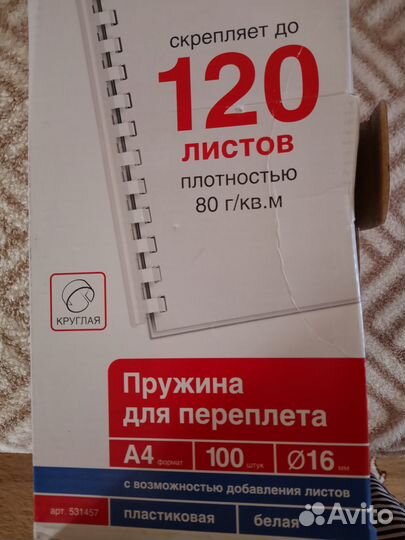 скрепляет до
120
листов
плотностью
80 г/кв.м
КРУГЛАЯ
Пружина
для переплета
А4 формат 100 штук Ø16 мм
с возможностью добавления листов
арт. 531457 пластиковая белая
Avito